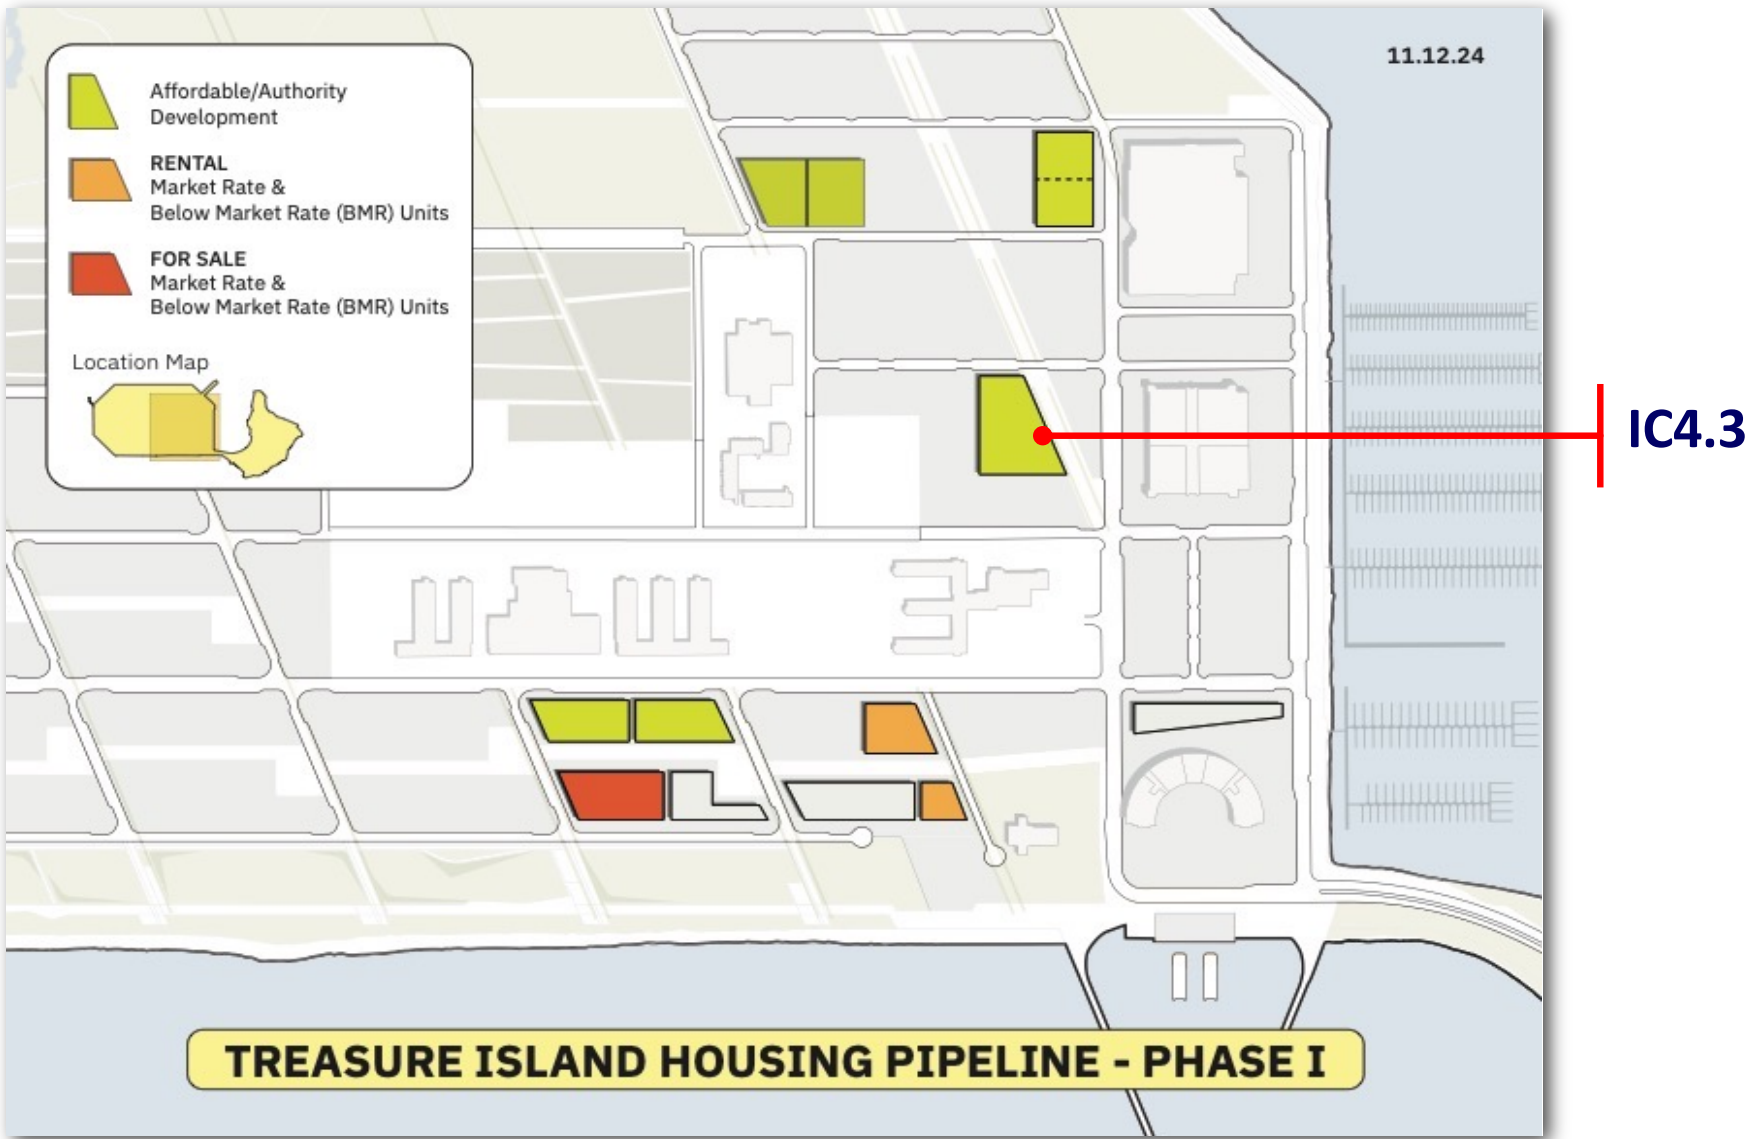 11.12.24
Affordable/Authority
Development
RENTAL
Market Rate &
Below Market Rate (BMR) Units
FOR SALE
Market Rate &
Below Market Rate (BMR) Units
Location Map
IC4.3
TREASURE ISLAND HOUSING PIPELINE - PHASE I